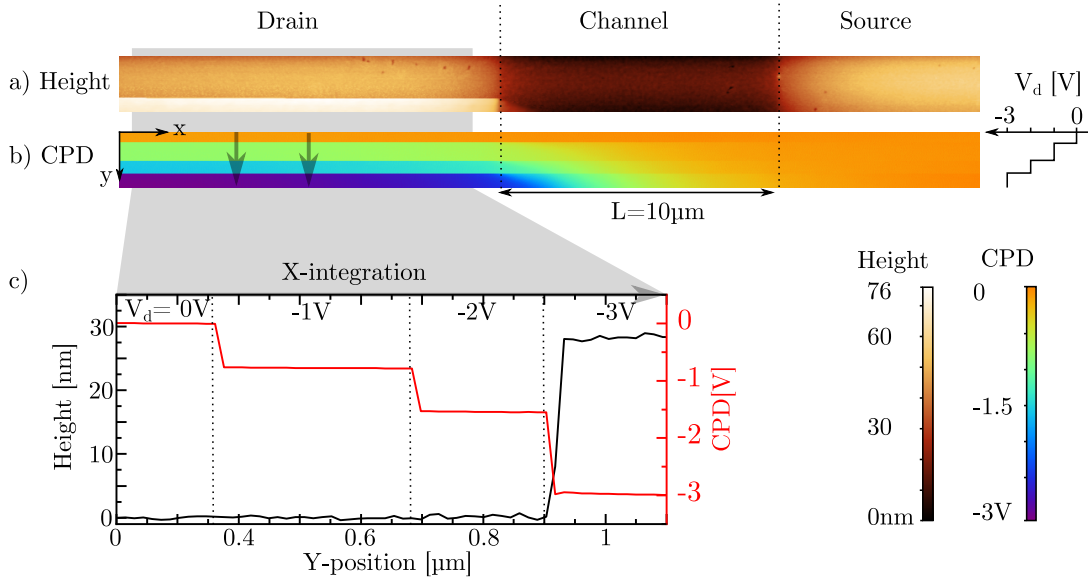 Drain Channel Source
a) Height
V_d [V]
-3 0
x
b) CPD
y
L=10µm
c)
X-integration
Height CPD
V_d= 0V -1V -2V -3V
30
20
10
0
Height [nm]
0
-1
-2
-3
CPD[V]
0 0.4 0.6 0.8 1
Y-position [µm]
76
60
30
0nm
0
-1.5
-3V